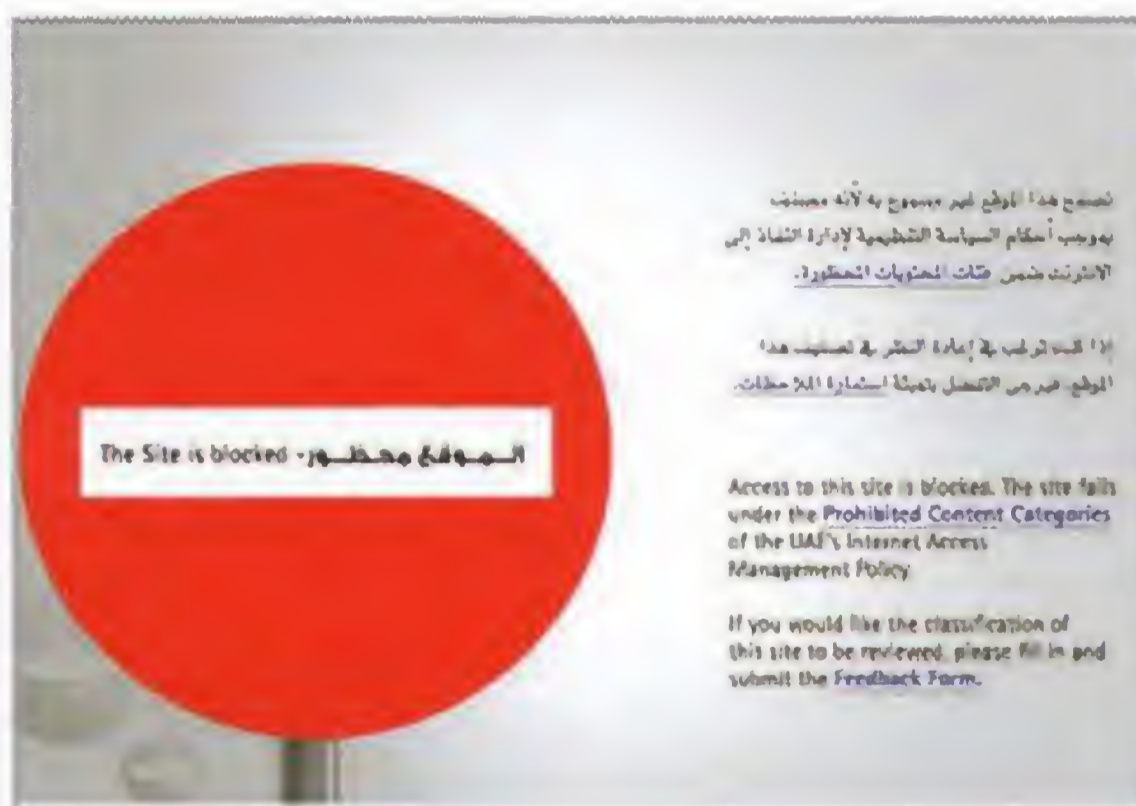 The Site is blocked - الـمـوقـع محـظـــور
تصفح هذا الموقع غير مسموح به لأنه مصنف
بموجب أحكام السياسة التنظيمية لإدارة النفاذ إلى
الانترنت ضمن فئات المحتويات المحظورة.
إذا كنت ترغب في إعادة النظر في تصنيف هذا
الموقع، فيرجى التفضل بتعبئة استمارة الملاحظات.
Access to this site is blocked. The site falls
under the Prohibited Content Categories
of the UAE's Internet Access
Management Policy
If you would like the classification of
this site to be reviewed, please fill in and
submit the Feedback Form.